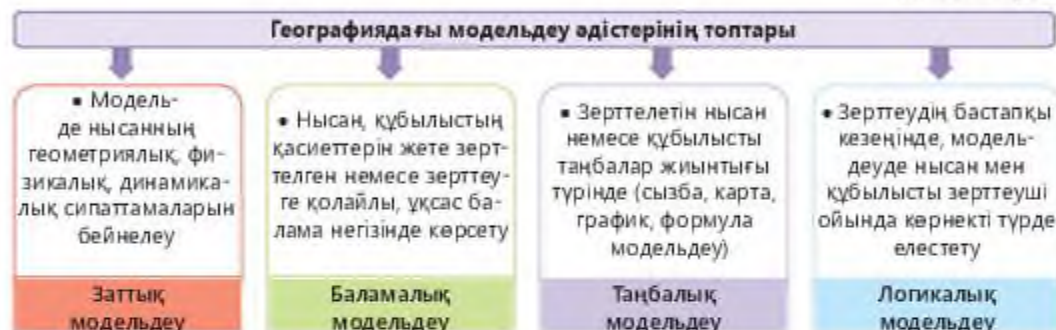 Географиядағы модельдеу әдістерінің топтары
• Модель-
де нысанның
геометриялық, фи-
зикалық, динамика-
лық сипаттамаларын
бейнелеу
Заттық
модельдеу
• Нысан, құбылыстың
қасиеттерін жете зерт-
телген немесе зерттеу-
ге қолайлы, ұқсас ба-
лама негізінде көрсету
Баламалық
модельдеу
• Зерттелетін нысан
немесе құбылысты
таңбалар жиынтығы
түрінде (сызба, карта,
график, формула
модельдеу)
Таңбалық
модельдеу
• Зерттеудің бастапқы
кезеңінде, модель-
деуде нысан мен
құбылысты зерттеуші
ойында көрнекті түрде
елестету
Логикалық
модельдеу